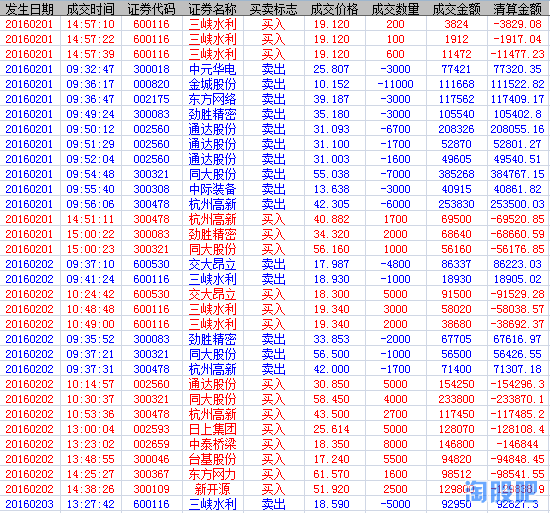 发生日期 成交时间 证券代码 证券名称 买卖标志 成交价格 成交数量 成交金额 清算金额
20160201 14:57:10 600116 三峡水利 买入 19.120 200 3824 -3829.08
20160201 14:57:22 600116 三峡水利 买入 19.120 100 1912 -1917.04
20160201 14:57:39 600116 三峡水利 买入 19.120 600 11472 -11477.23
20160201 09:32:47 300018 中元华电 卖出 25.807 -3000 77421 77320.35
20160201 09:36:17 000820 金城股份 卖出 10.152 -11000 111668 111522.82
20160201 09:36:47 002175 东方网络 卖出 39.187 -3000 117562 117409.17
20160201 09:49:24 300083 劲胜精密 卖出 35.180 -3000 105540 105402.8
20160201 09:50:12 002560 通达股份 卖出 31.093 -6700 208326 208055.16
20160201 09:51:29 002560 通达股份 卖出 31.100 -1700 52870 52801.27
20160201 09:52:04 002560 通达股份 卖出 31.003 -1600 49605 49540.51
20160201 09:54:48 300321 同大股份 卖出 55.038 -7000 385268 384767.15
20160201 09:55:40 300308 中际装备 卖出 13.638 -3000 40915 40861.82
20160201 09:56:06 300478 杭州高新 卖出 42.305 -6000 253830 253500.03
20160201 14:51:11 300478 杭州高新 买入 40.882 1700 69500 -69520.85
20160201 15:00:22 300083 劲胜精密 买入 34.320 2000 68640 -68660.59
20160201 15:00:23 300321 同大股份 买入 56.160 1000 56160 -56176.85
20160202 09:37:10 600530 交大昂立 卖出 17.987 -4800 86337 86223.03
20160202 09:41:24 600116 三峡水利 卖出 18.930 -1000 18930 18905.02
20160202 10:24:42 600530 交大昂立 买入 18.300 5000 91500 -91529.28
20160202 10:48:48 600116 三峡水利 买入 19.340 3000 58020 -58038.57
20160202 10:49:00 600116 三峡水利 买入 19.340 2000 38680 -38692.37
20160202 09:35:52 300083 劲胜精密 卖出 33.853 -2000 67705 67616.97
20160202 09:37:21 300321 同大股份 卖出 56.500 -1000 56500 56426.55
20160202 09:37:31 300478 杭州高新 卖出 42.000 -1700 71400 71307.18
20160202 10:14:57 002560 通达股份 买入 30.850 5000 154250 -154296.3
20160202 10:30:37 300321 同大股份 买入 58.450 4000 233800 -233870.1
20160202 10:53:36 300478 杭州高新 买入 43.500 2700 117450 -117485.2
20160202 13:00:04 002593 日上集团 买入 25.614 5000 128070 -128108.4
20160202 13:23:02 002659 中泰桥梁 买入 18.350 8000 146800 -146844
20160202 13:48:55 300046 台基股份 买入 17.240 5500 94820 -94848.45
20160202 14:25:27 300367 东方网力 买入 61.570 1600 98512 -98541.55
20160202 14:38:26 300109 新开源 买入 51.920 2500 129800
20160203 13:27:42 600116 三峡水利 卖出 18.590 -5000 92950 92827.3
淘股吧